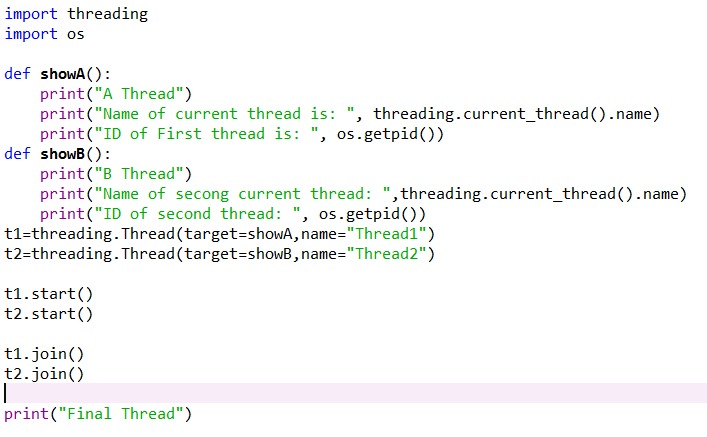 import threading
import os
def showA():
    print("A Thread")
    print("Name of current thread is: ", threading.current_thread().name)
    print("ID of First thread is: ", os.getpid())
def showB():
    print("B Thread")
    print("Name of secong current thread: ",threading.current_thread().name)
    print("ID of second thread: ", os.getpid())
t1=threading.Thread(target=showA,name="Thread1")
t2=threading.Thread(target=showB,name="Thread2")
t1.start()
t2.start()
t1.join()
t2.join()
print("Final Thread")